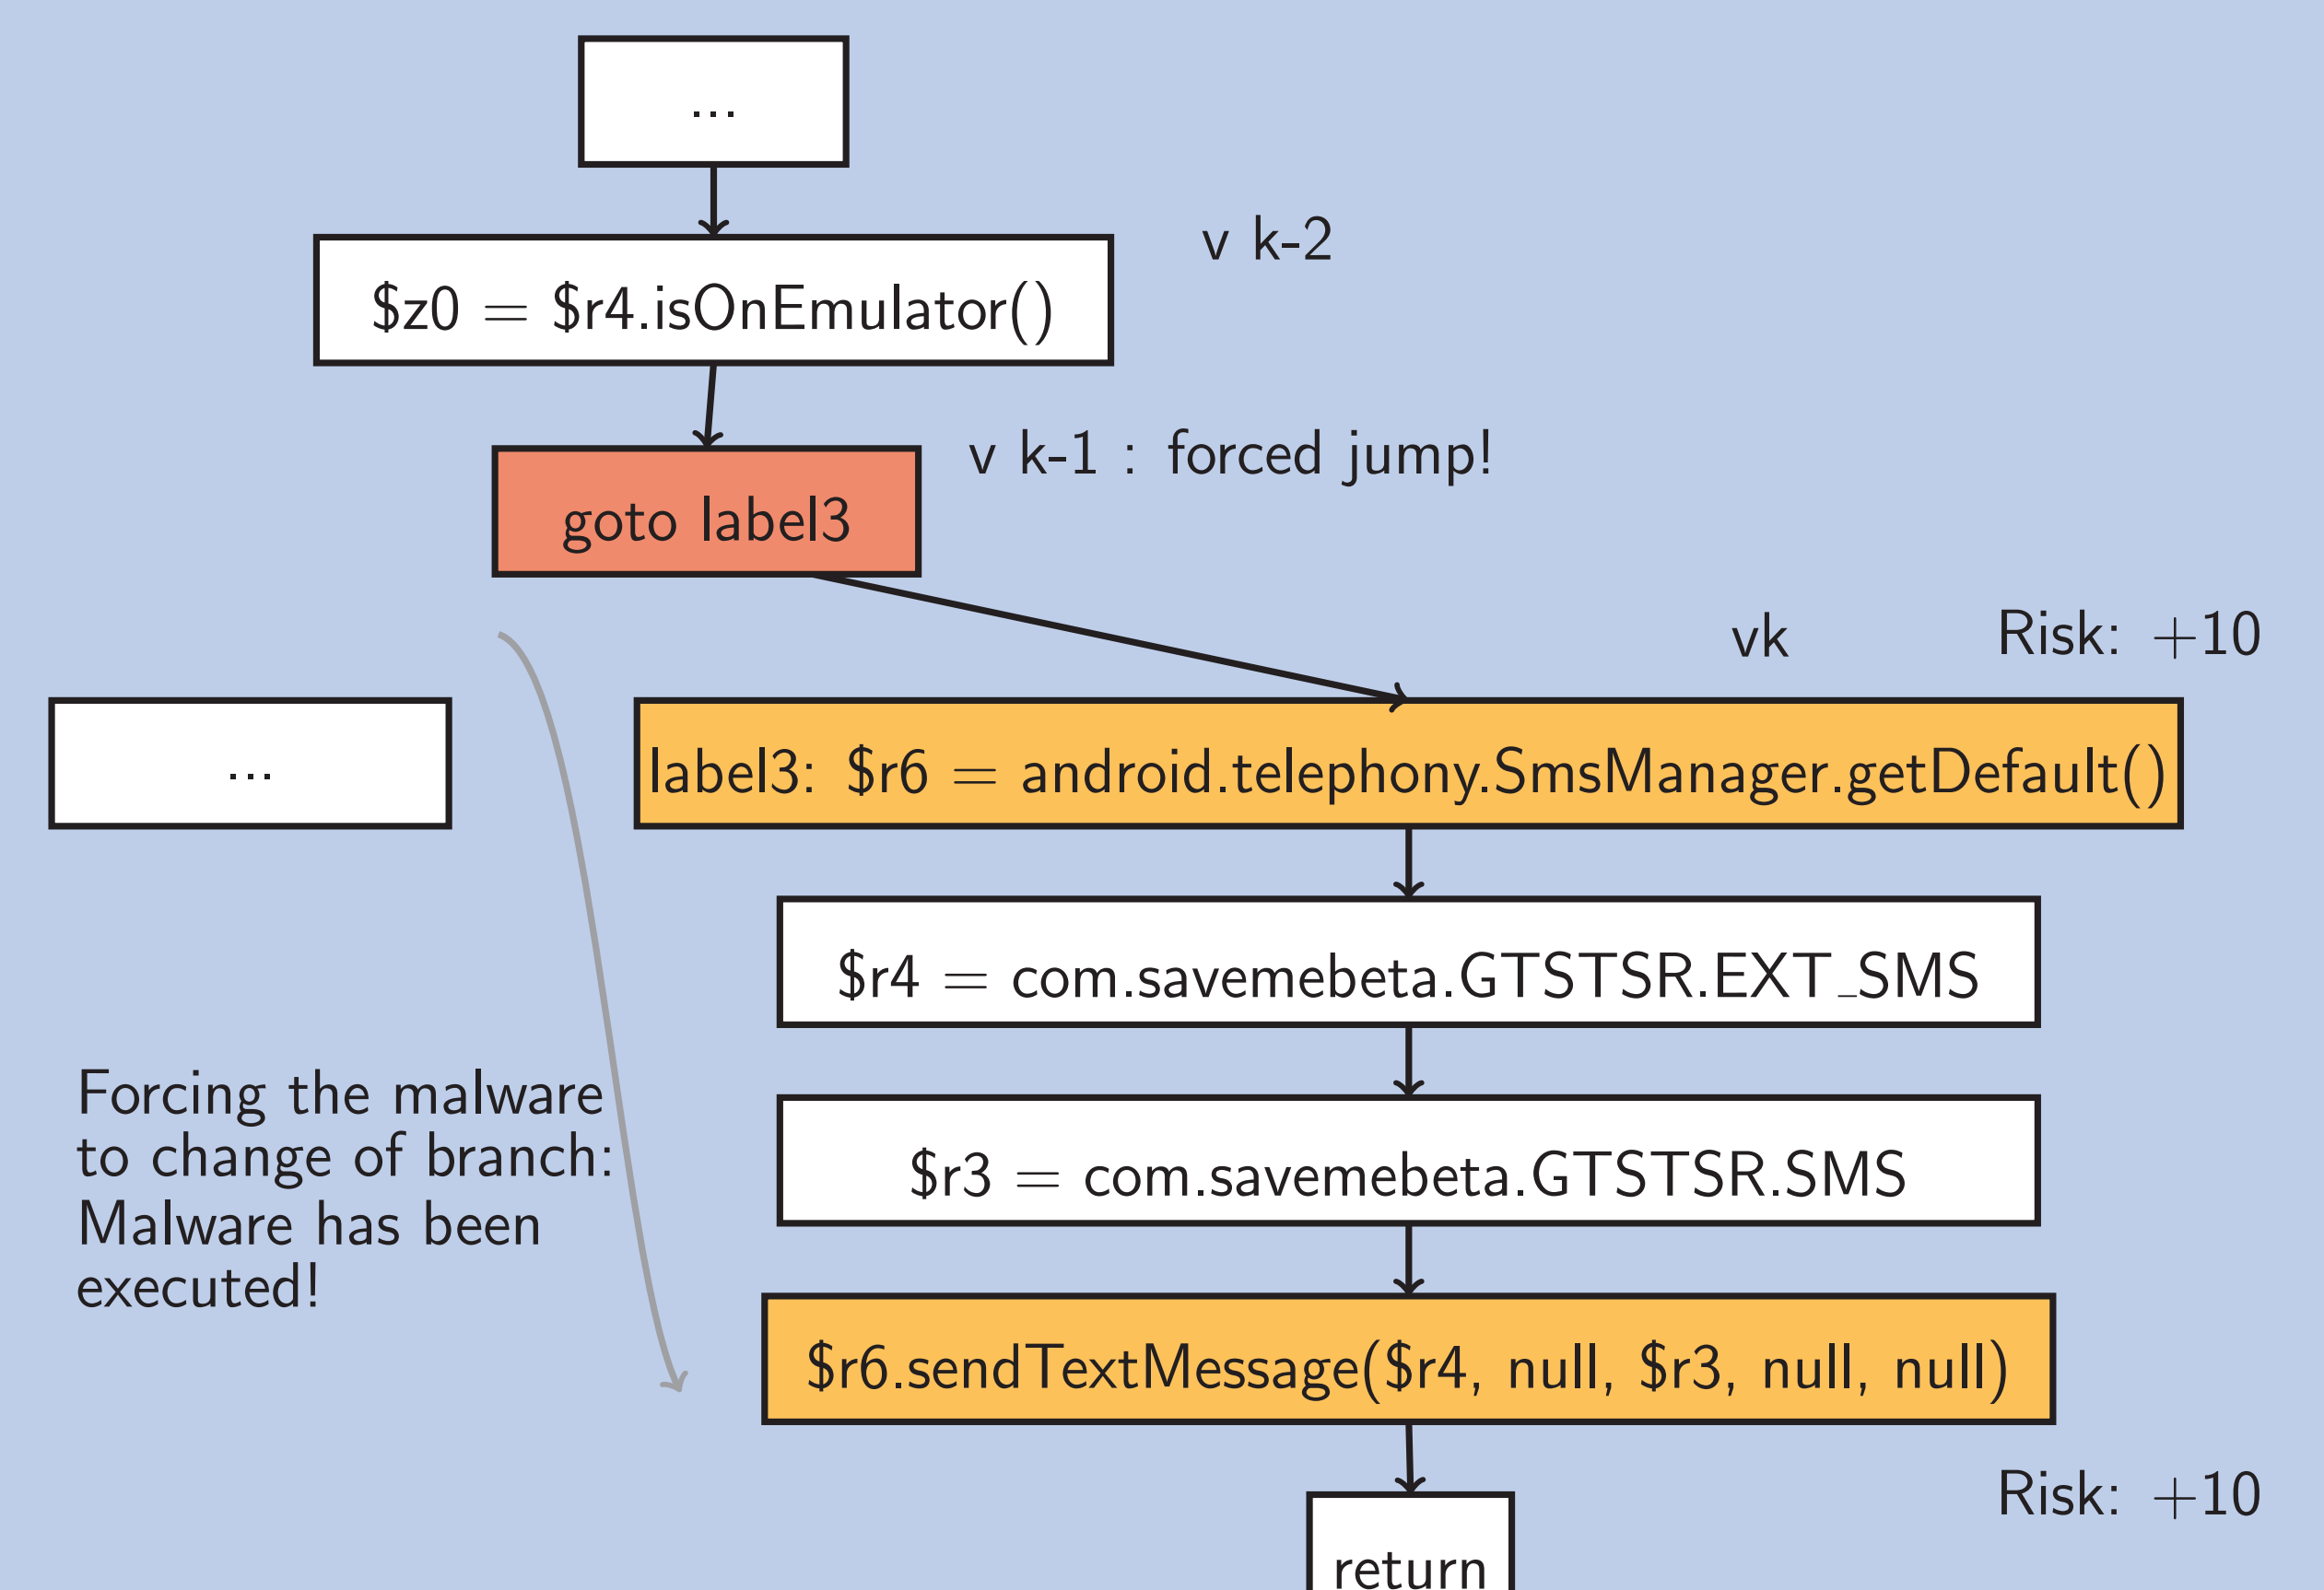 ...
v k-2
$z0 = $r4.isOnEmulator()
v k-1 : forced jump!
goto label3
vk
Risk: +10
...
label3: $r6 = android.telephony.SmsManager.getDefault()
$r4 = com.savemebeta.GTSTSR.EXT_SMS
Forcing the malware
to change of branch:
Malware has been
executed!
$r3 = com.savemebeta.GTSTSR.SMS
$r6.sendTextMessage($r4, null, $r3, null, null)
Risk: +10
return